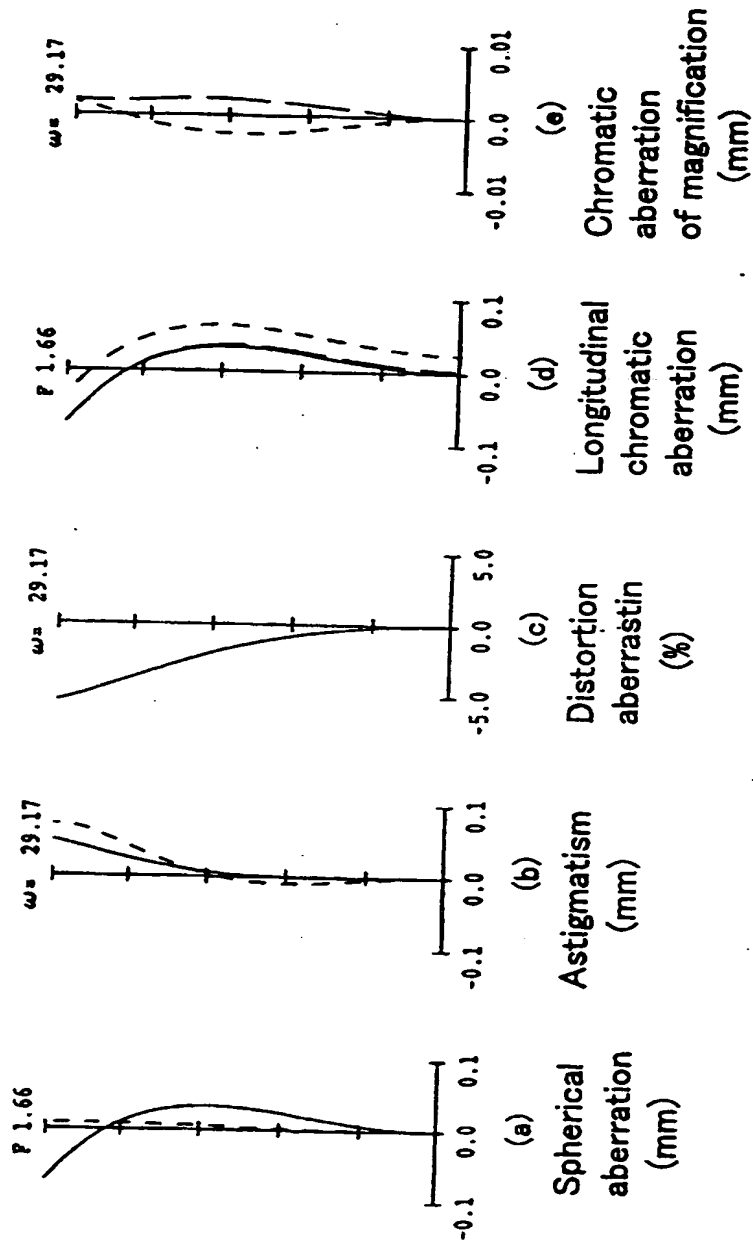 F 1.66
-0.1 0.0 0.1
(a)
Spherical
aberration
(mm)
ω= 29.17
-0.1 0.0 0.1
(b)
Astigmatism
(mm)
ω= 29.17
-5.0 0.0 5.0
(c)
Distortion
aberrastin
(%)
F 1.66
-0.1 0.0 0.1
(d)
Longitudinal
chromatic
aberration
(mm)
ω= 29.17
-0.01 0.0 0.01
(e)
Chromatic
aberration
of magnification
(mm)